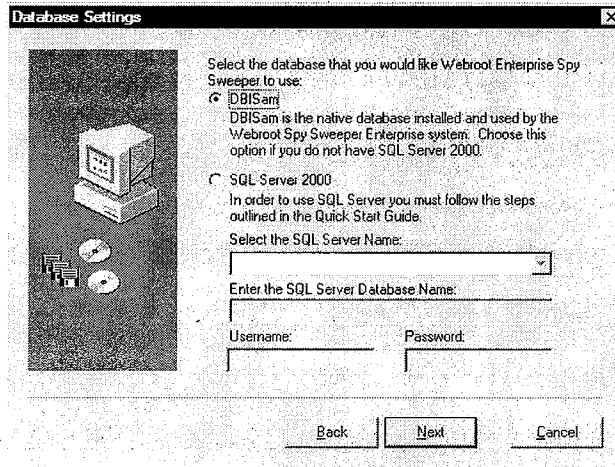 Database Settings
Select the database that you would like Webroot Enterprise Spy
Sweeper to use:
DBISam
DBISam is the native database installed and used by the
Webroot Spy Sweeper Enterprise system. Choose this
option if you do not have SQL Server 2000.
SQL Server 2000
In order to use SQL Server you must follow the steps
outlined in the Quick Start Guide.
Select the SQL Server Name:
Enter the SQL Server Database Name:
Username: Password:
Back Next Cancel